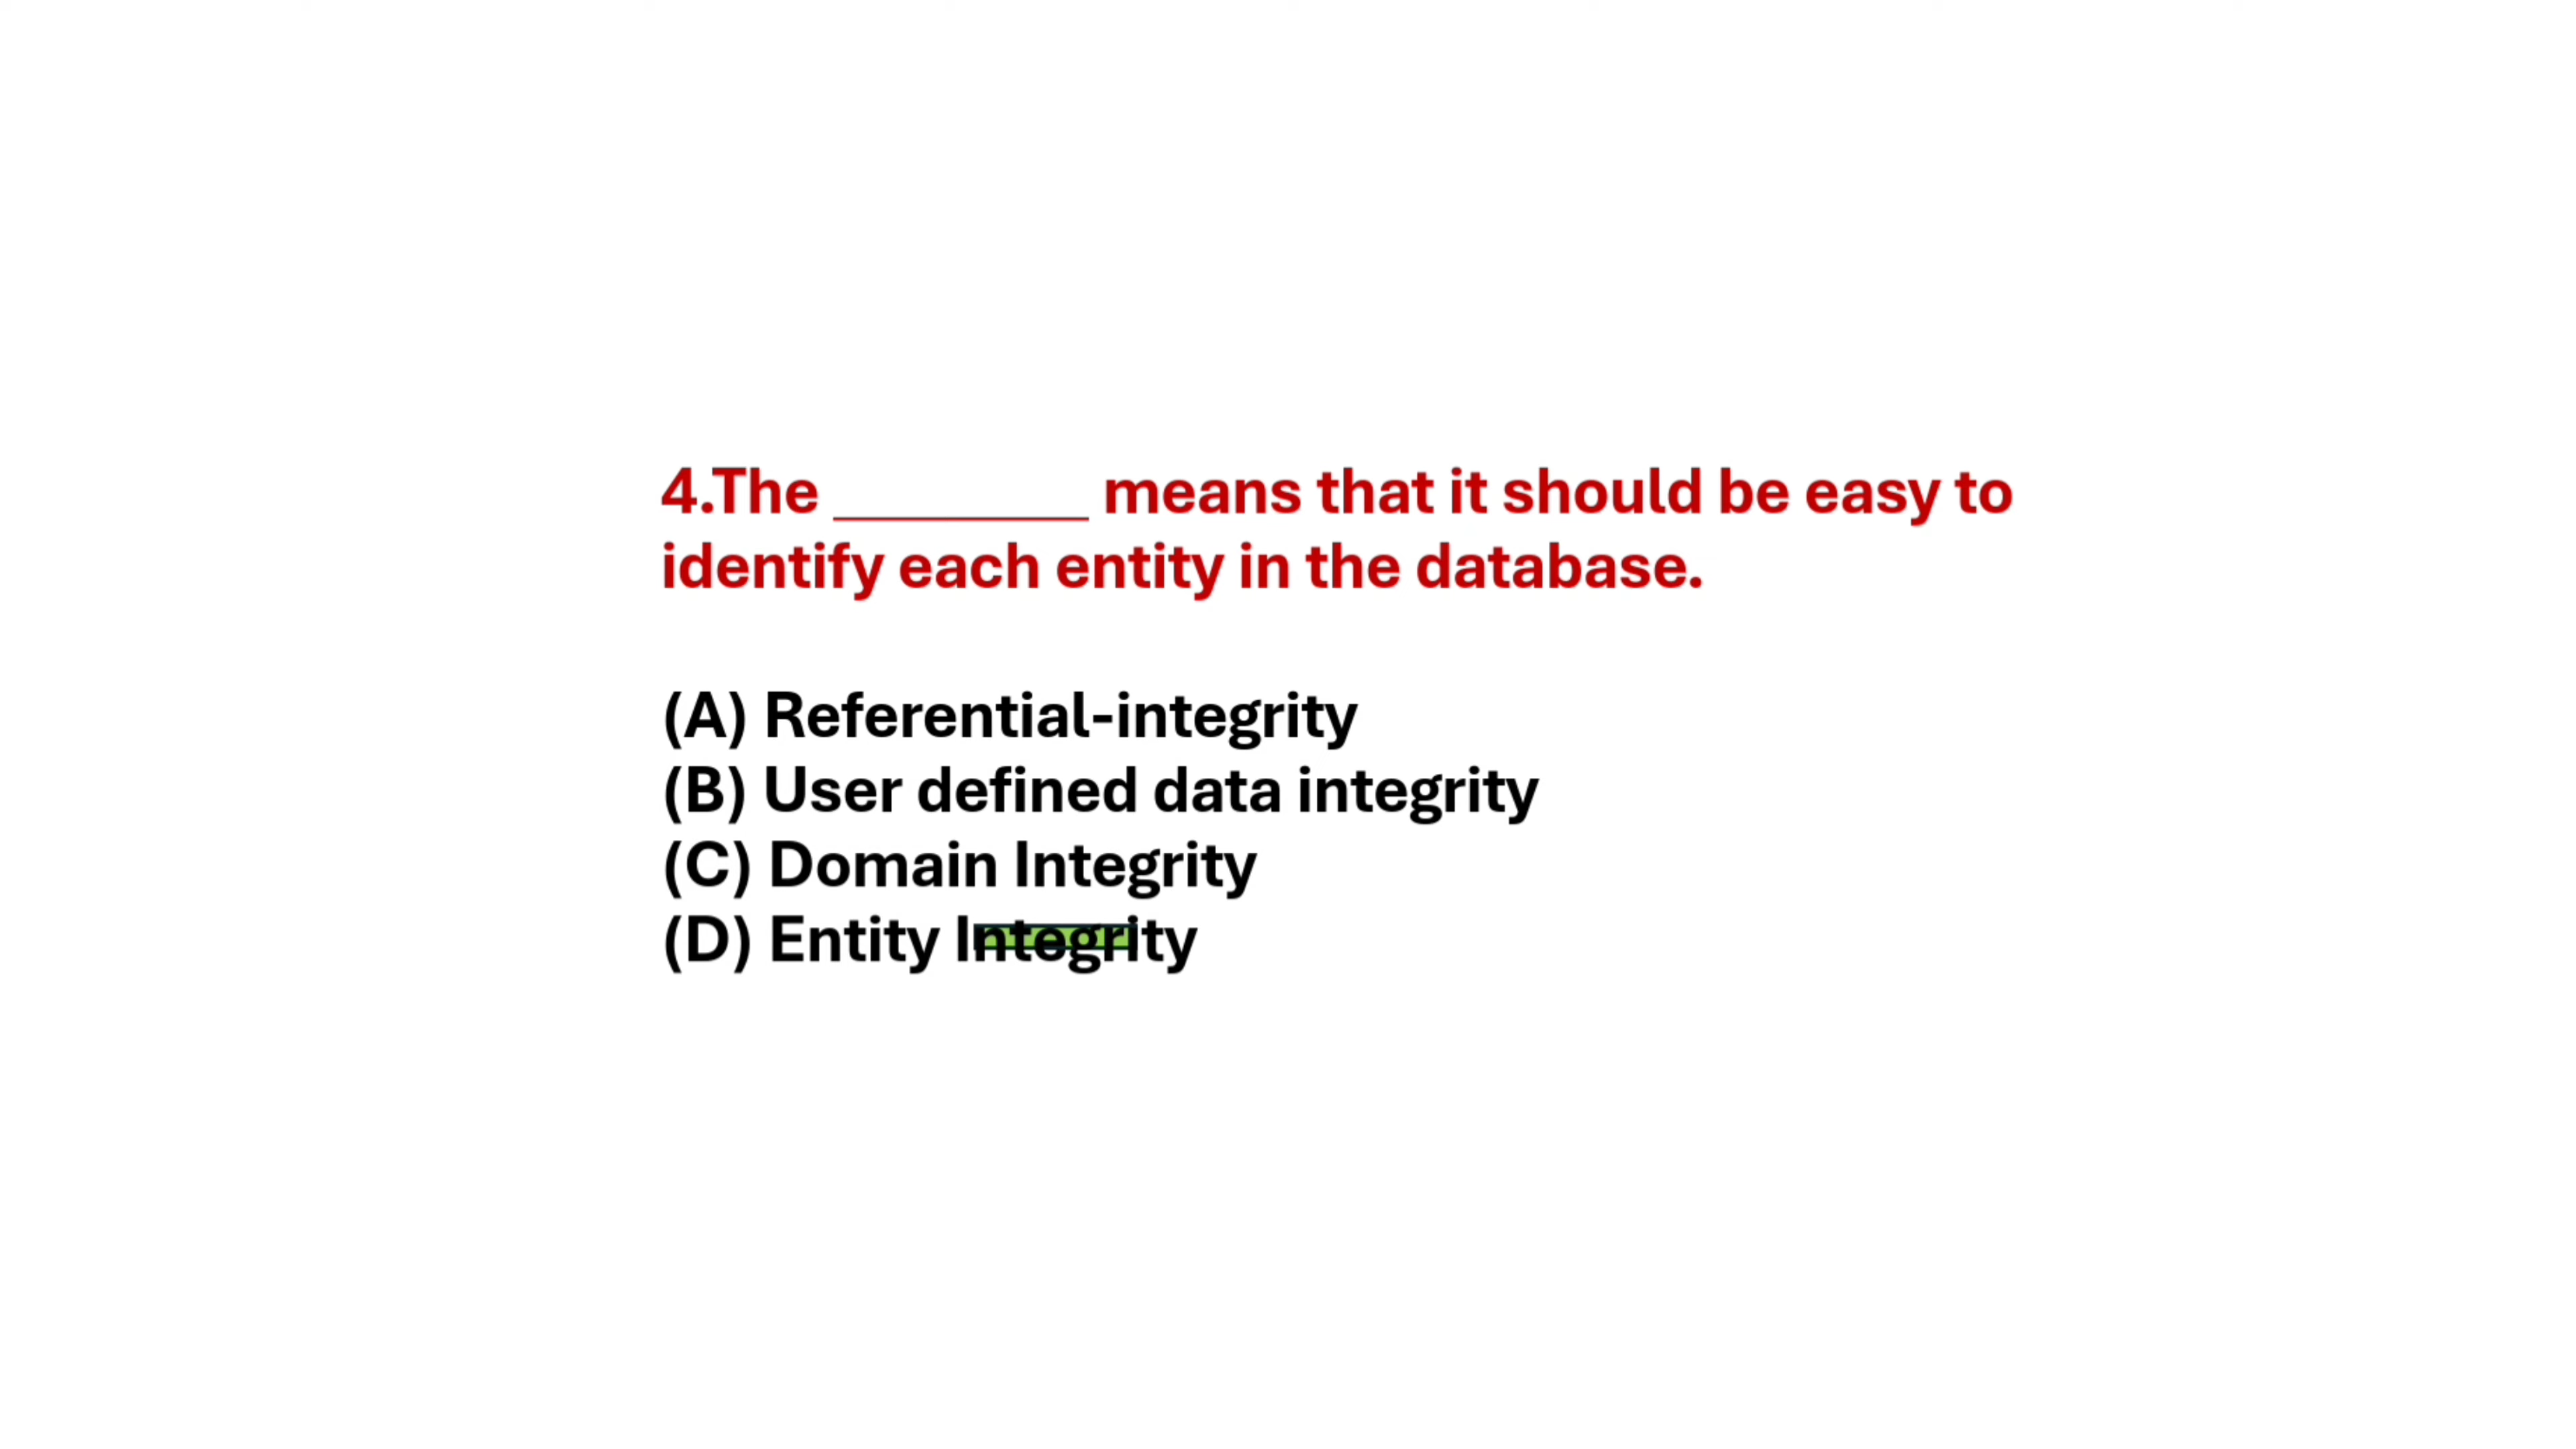 4.The _________ means that it should be easy to
identify each entity in the database.
(A) Referential-integrity
(B) User defined data integrity
(C) Domain Integrity
(D) Entity Integrity